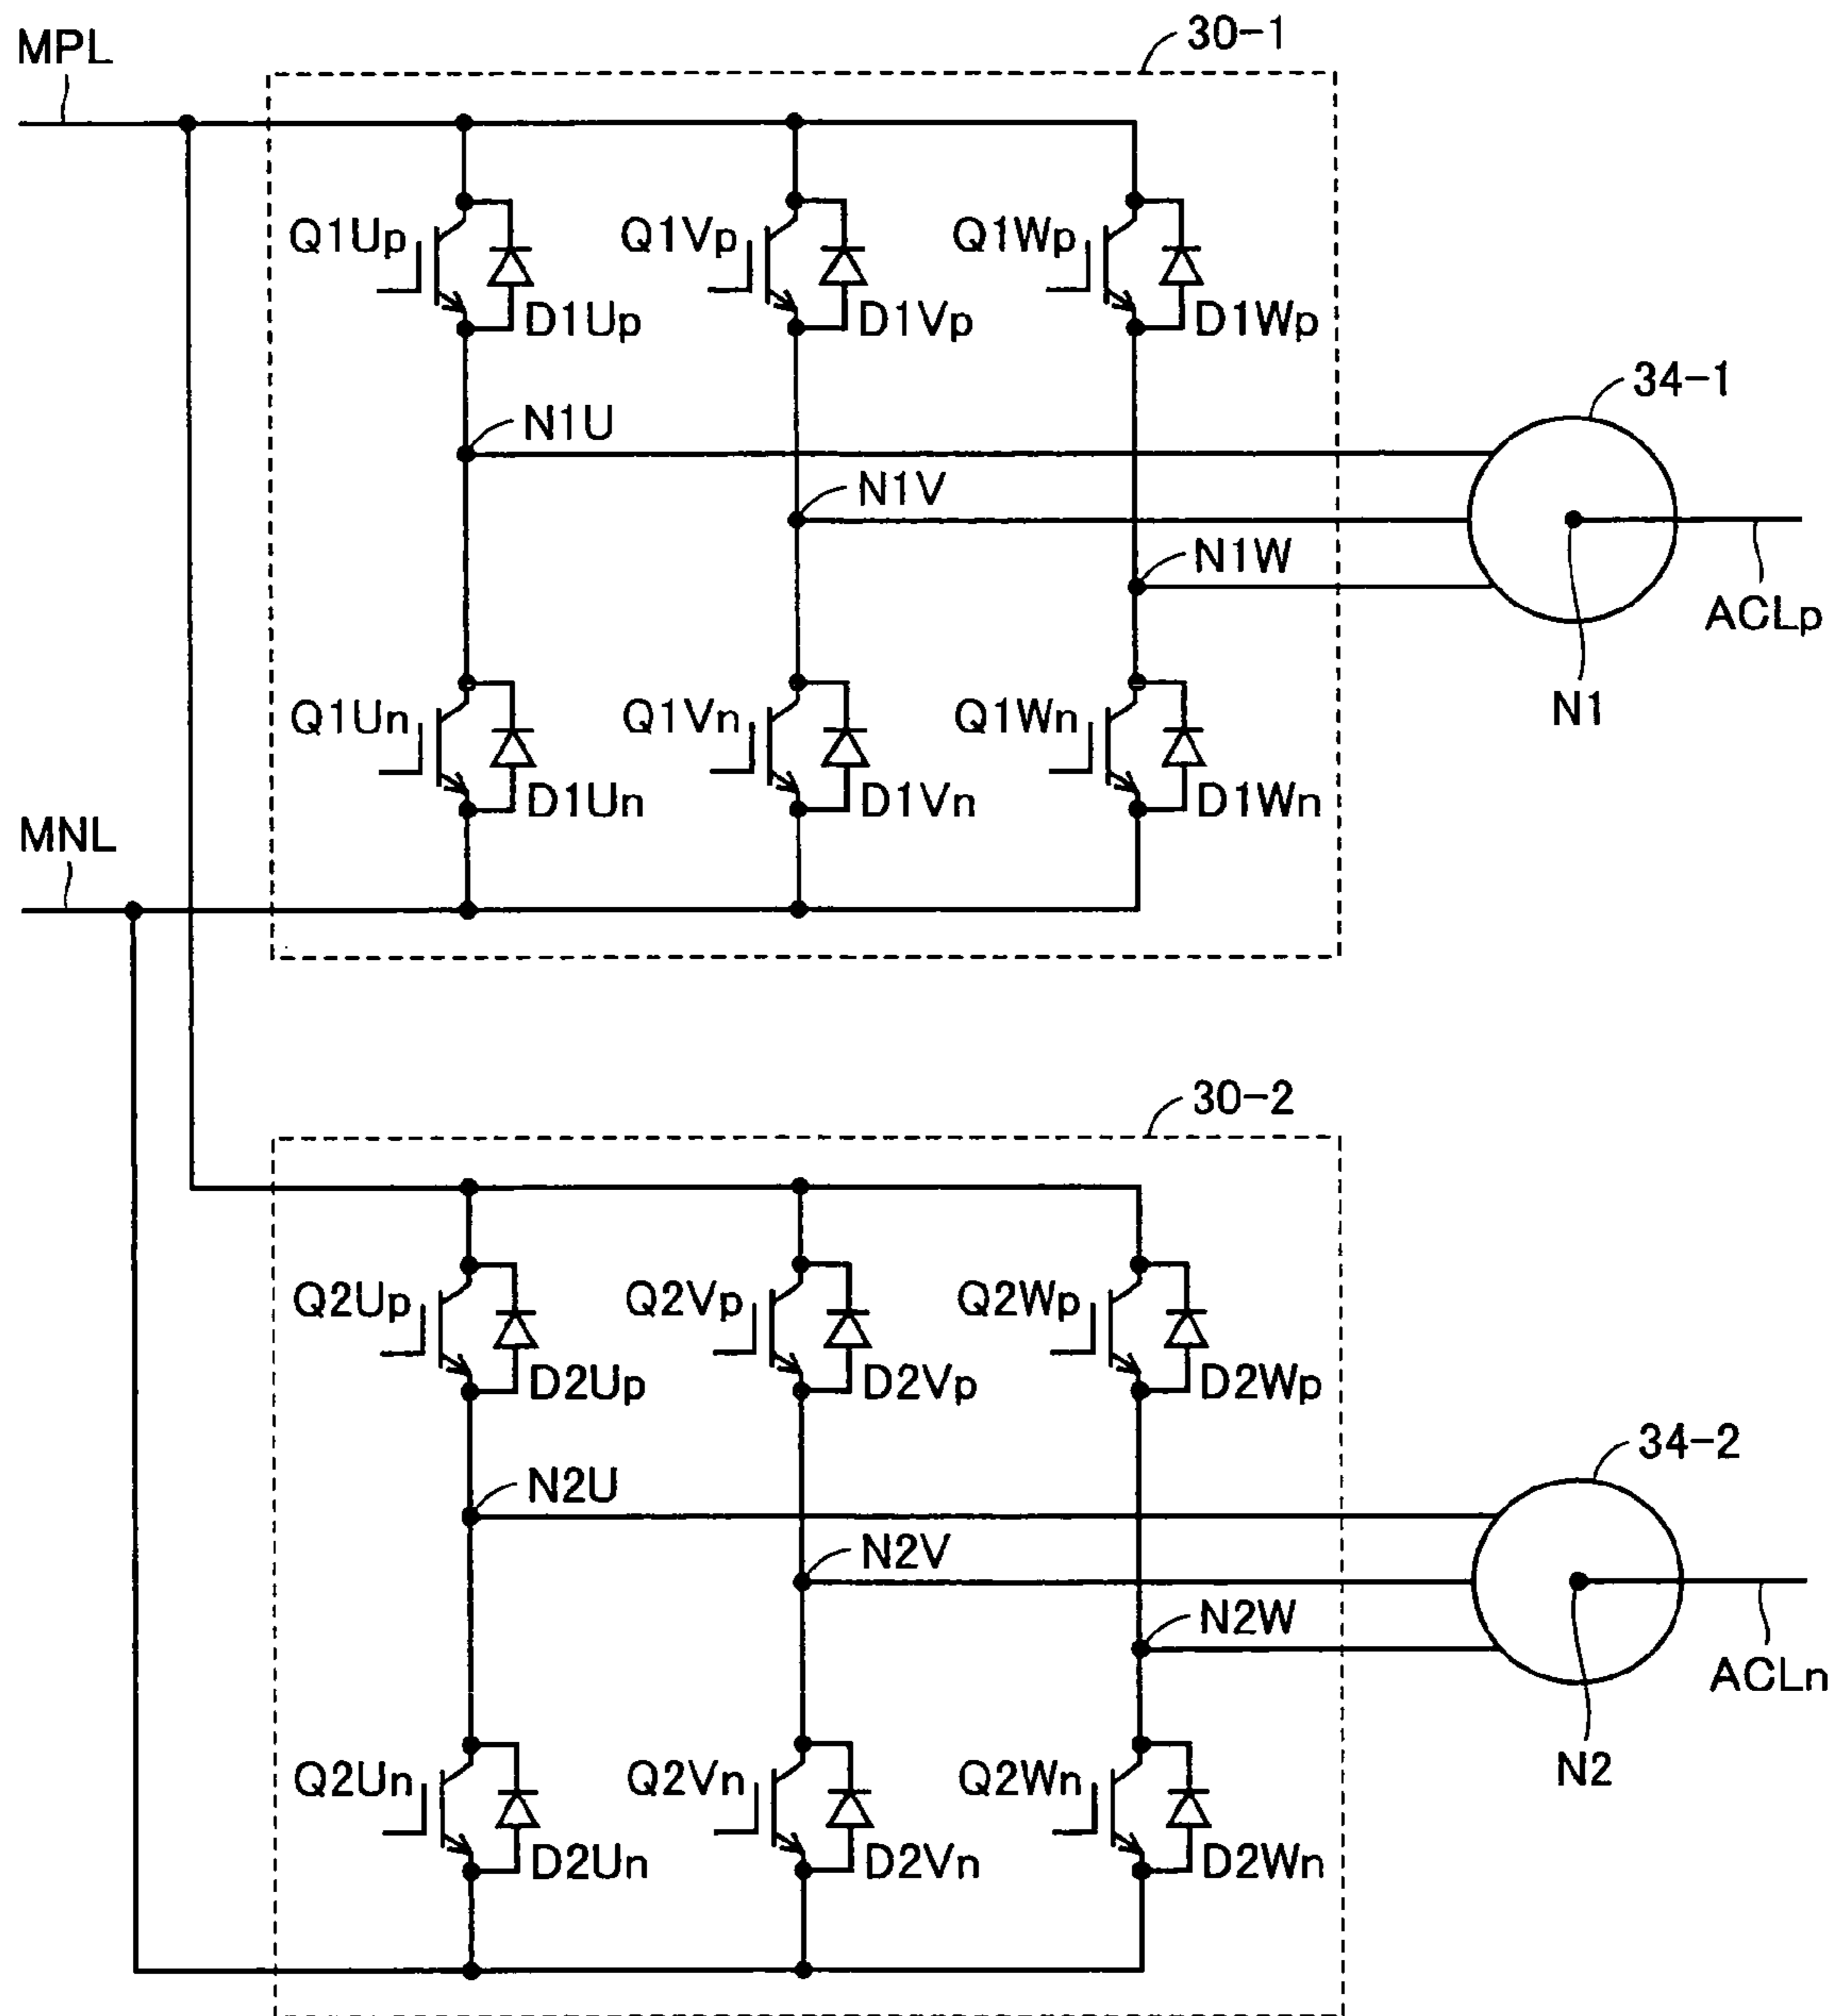 30-1
MPL
Q1Up
Q1Vp
Q1Wp
D1Up
D1Vp
D1Wp
34-1
N1U
N1V
N1W
ACLp
N1
Q1Un
Q1Vn
Q1Wn
D1Un
D1Vn
D1Wn
MNL
30-2
Q2Up
Q2Vp
Q2Wp
D2Up
D2Vp
D2Wp
34-2
N2U
N2V
N2W
ACLn
N2
Q2Un
Q2Vn
Q2Wn
D2Un
D2Vn
D2Wn